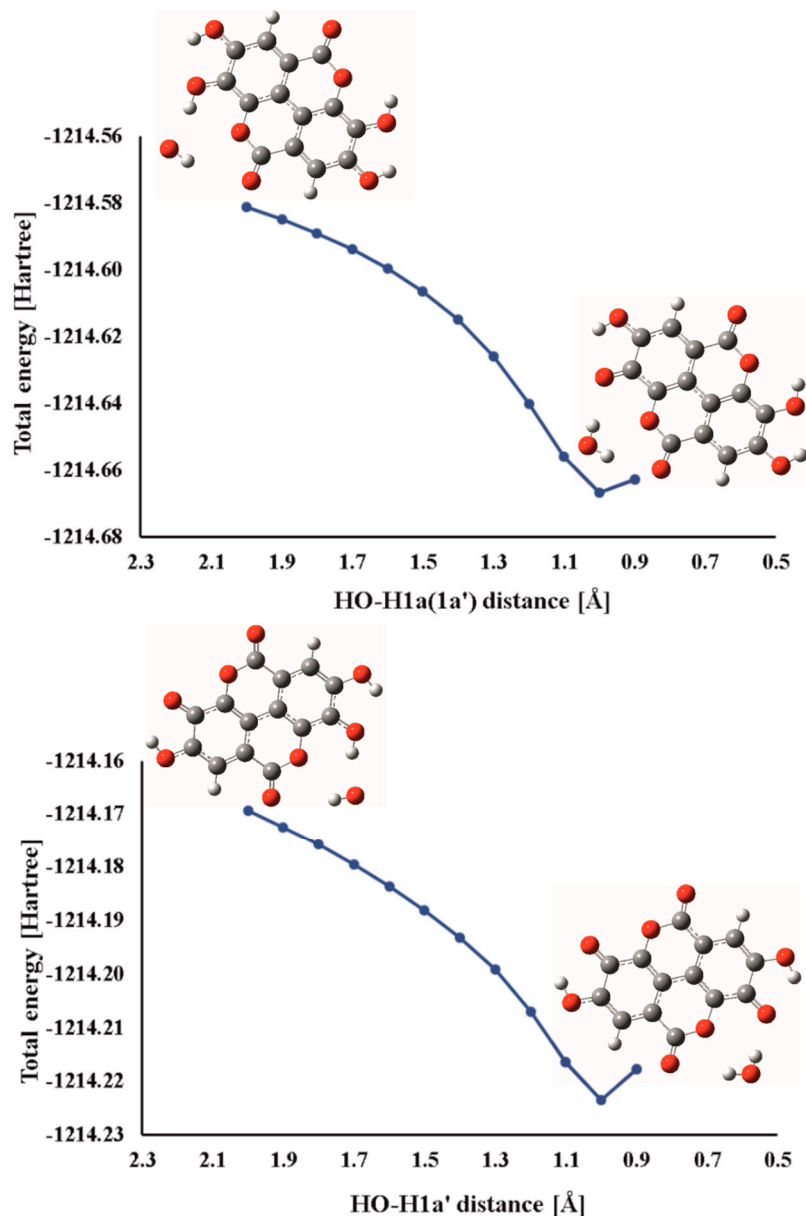 -1214.56
-1214.58
-1214.60
-1214.62
-1214.64
-1214.66
-1214.68
Total energy [Hartree]
2.3 2.1 1.9 1.7 1.5 1.3 1.1 0.9 0.7 0.5
HO-H1a(1a') distance [Å]
-1214.16
-1214.17
-1214.18
-1214.19
-1214.20
-1214.21
-1214.22
-1214.23
Total energy [Hartree]
2.3 2.1 1.9 1.7 1.5 1.3 1.1 0.9 0.7 0.5
HO-H1a' distance [Å]